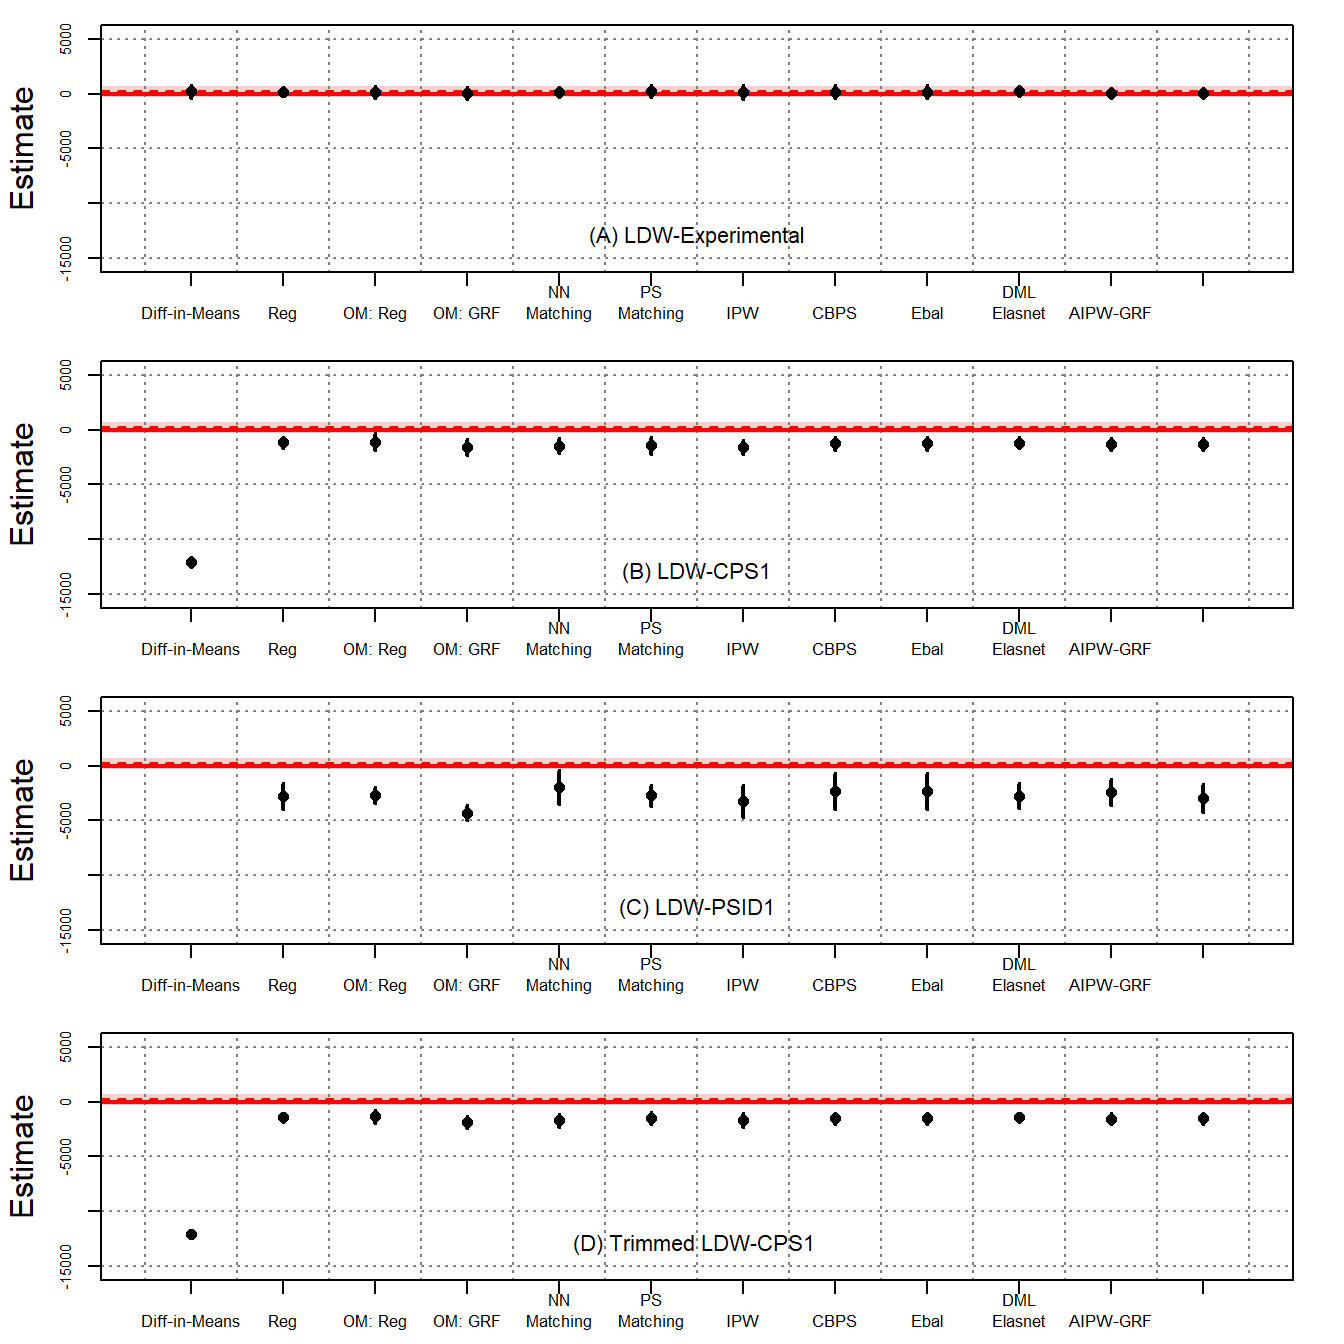 Estimate
5000
0
-5000
-15000
(A) LDW-Experimental
NN PS DML
Diff-in-Means Reg OM: Reg OM: GRF Matching Matching IPW CBPS Ebal Elasnet AIPW-GRF
Estimate
5000
0
-5000
-15000
(B) LDW-CPS1
NN PS DML
Diff-in-Means Reg OM: Reg OM: GRF Matching Matching IPW CBPS Ebal Elasnet AIPW-GRF
Estimate
5000
0
-5000
-15000
(C) LDW-PSID1
NN PS DML
Diff-in-Means Reg OM: Reg OM: GRF Matching Matching IPW CBPS Ebal Elasnet AIPW-GRF
Estimate
5000
0
-5000
-15000
(D) Trimmed LDW-CPS1
NN PS DML
Diff-in-Means Reg OM: Reg OM: GRF Matching Matching IPW CBPS Ebal Elasnet AIPW-GRF